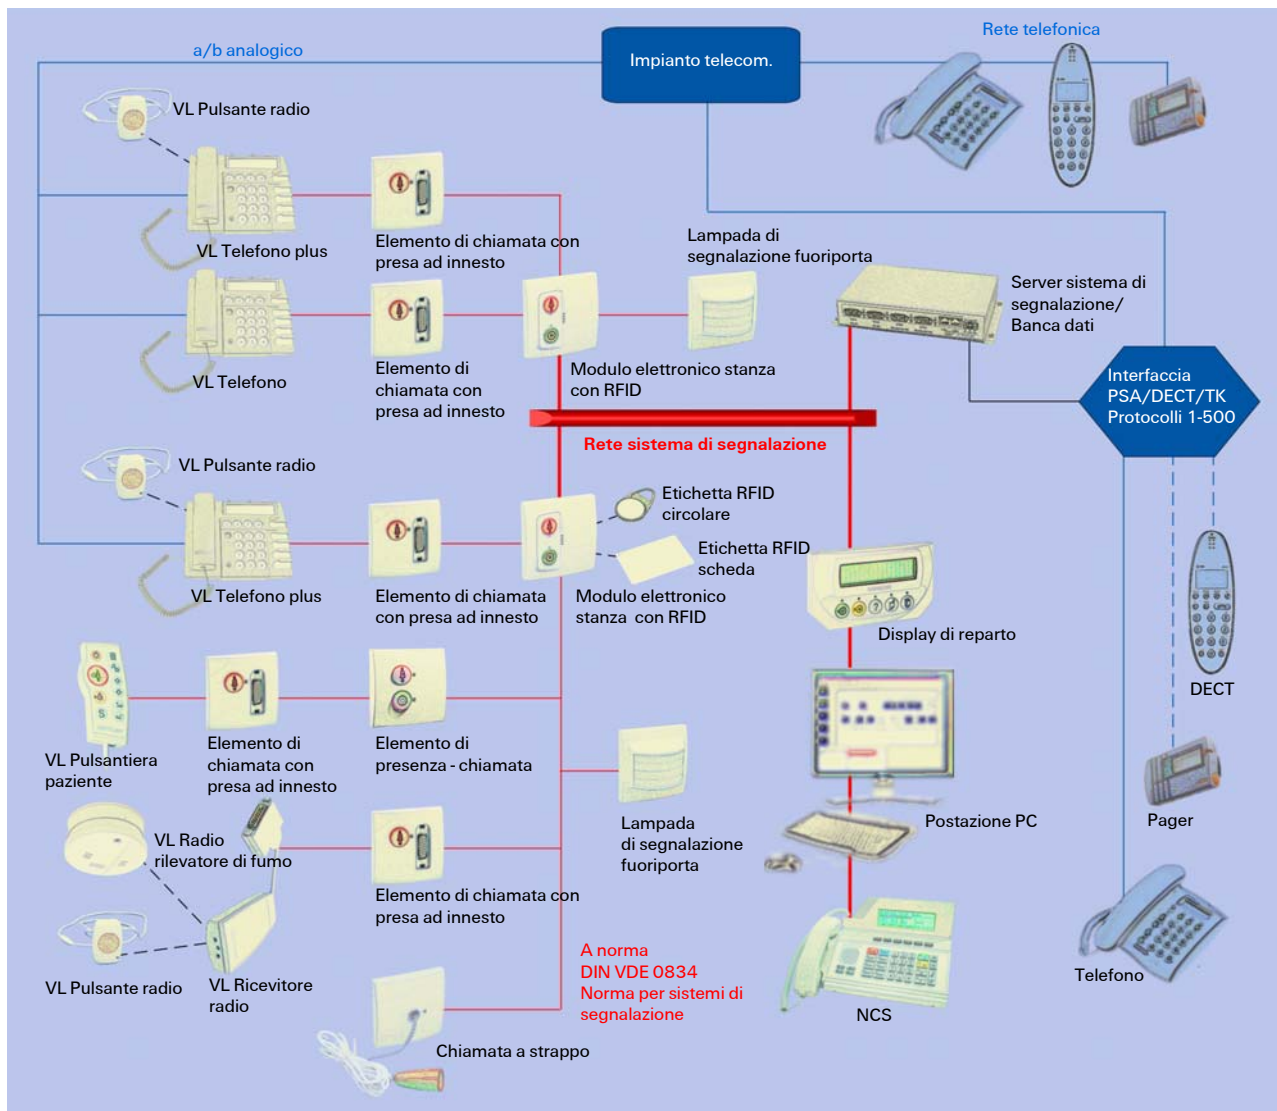 a/b analogico
Impianto telecom.
Rete telefonica
VL Pulsante radio
VL Telefono plus
Elemento di chiamata con
presa ad innesto
Lampada di
segnalazione fuoriporta
Server sistema di
segnalazione/
Banca dati
VL Telefono
Elemento di
chiamata con
presa ad innesto
Modulo elettronico stanza
con RFID
Interfaccia
PSA/DECT/TK
Protocolli 1-500
Rete sistema di segnalazione
VL Pulsante radio
Etichetta RFID
circolare
Etichetta RFID
scheda
VL Telefono plus
Elemento di chiamata
con presa ad innesto
Modulo elettronico
stanza con RFID
Display di reparto
DECT
VL Pulsantiera
paziente
Elemento di
chiamata con
presa ad innesto
Elemento di
presenza - chiamata
Lampada
di segnalazione
fuoriporta
Postazione PC
Pager
VL Radio
rilevatore di fumo
Elemento di chiamata con
presa ad innesto
VL Pulsante radio
VL Ricevitore
radio
A norma
DIN VDE 0834
Norma per sistemi di
segnalazione
NCS
Telefono
Chiamata a strappo